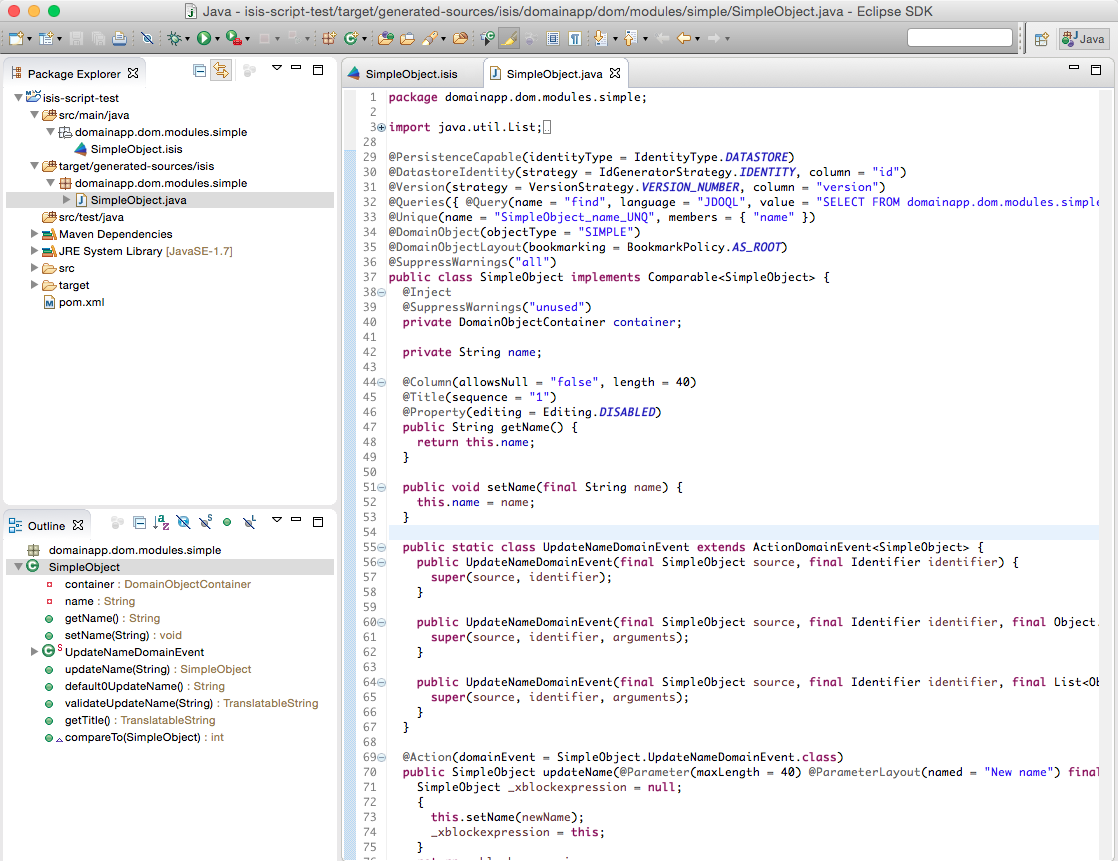 Java - isis-script-test/target/generated-sources/isis/domainapp/dom/modules/simple/SimpleObject.java - Eclipse SDK
Java
Package Explorer
isis-script-test
src/main/java
domainapp.dom.modules.simple
SimpleObject.isis
target/generated-sources/isis
domainapp.dom.modules.simple
SimpleObject.java
src/test/java
Maven Dependencies
JRE System Library [JavaSE-1.7]
src
target
pom.xml
Outline
domainapp.dom.modules.simple
SimpleObject
container : DomainObjectContainer
name : String
getName() : String
setName(String) : void
UpdateNameDomainEvent
updateName(String) : SimpleObject
default0UpdateName() : String
validateUpdateName(String) : TranslatableString
getTitle() : TranslatableString
compareTo(SimpleObject) : int
SimpleObject.isis
SimpleObject.java
1 package domainapp.dom.modules.simple;
2
3 import java.util.List;
28
29 @PersistenceCapable(identityType = IdentityType.DATASTORE)
30 @DatastoreIdentity(strategy = IdGeneratorStrategy.IDENTITY, column = "id")
31 @Version(strategy = VersionStrategy.VERSION_NUMBER, column = "version")
32 @Queries({ @Query(name = "find", language = "JDOQL", value = "SELECT FROM domainapp.dom.modules.simple
33 @Unique(name = "SimpleObject_name_UNQ", members = { "name" })
34 @DomainObject(objectType = "SIMPLE")
35 @DomainObjectLayout(bookmarking = BookmarkPolicy.AS_ROOT)
36 @SuppressWarnings("all")
37 public class SimpleObject implements Comparable<SimpleObject> {
38 @Inject
39 @SuppressWarnings("unused")
40 private DomainObjectContainer container;
41
42 private String name;
43
44 @Column(allowsNull = "false", length = 40)
45 @Title(sequence = "1")
46 @Property(editing = Editing.DISABLED)
47 public String getName() {
48 return this.name;
49 }
50
51 public void setName(final String name) {
52 this.name = name;
53 }
54
55 public static class UpdateNameDomainEvent extends ActionDomainEvent<SimpleObject> {
56 public UpdateNameDomainEvent(final SimpleObject source, final Identifier identifier) {
57 super(source, identifier);
58 }
59
60 public UpdateNameDomainEvent(final SimpleObject source, final Identifier identifier, final Object.
61 super(source, identifier, arguments);
62 }
63
64 public UpdateNameDomainEvent(final SimpleObject source, final Identifier identifier, final List<Ob
65 super(source, identifier, arguments);
66 }
67 }
68
69 @Action(domainEvent = SimpleObject.UpdateNameDomainEvent.class)
70 public SimpleObject updateName(@Parameter(maxLength = 40) @ParameterLayout(named = "New name") final
71 SimpleObject _xblockexpression = null;
72 {
73 this.setName(newName);
74 _xblockexpression = this;
75 }